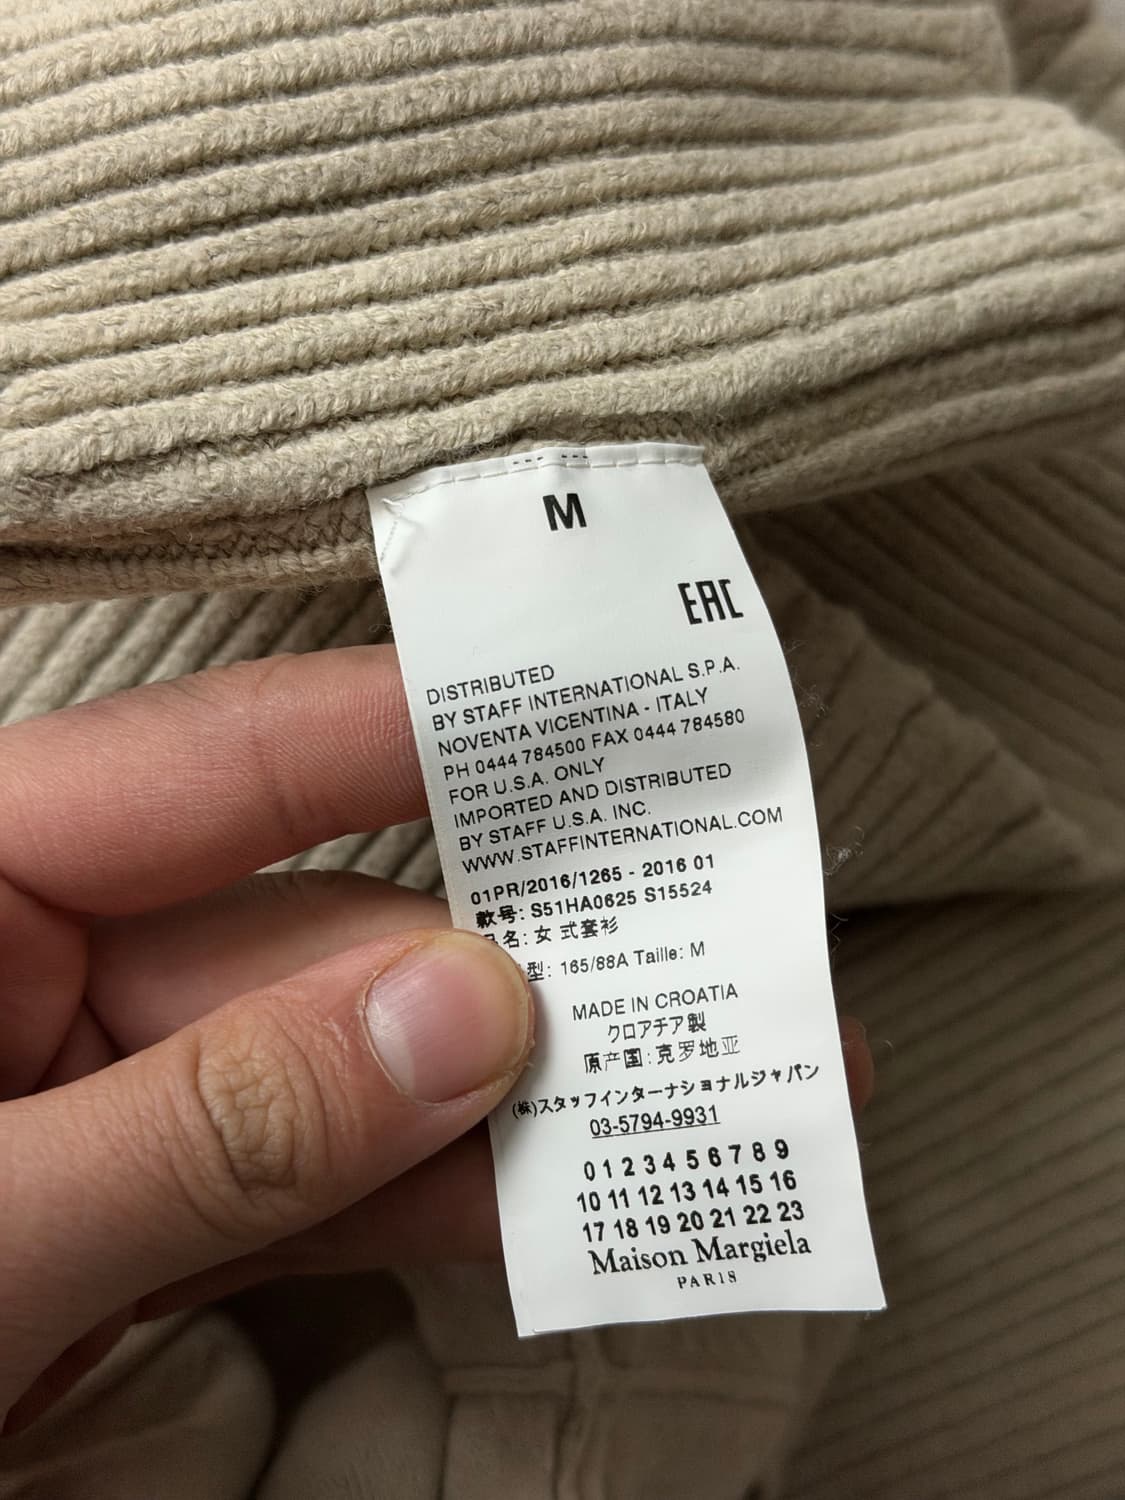 M
EAC
DISTRIBUTED
BY STAFF INTERNATIONAL S.P.A.
NOVENTA VICENTINA - ITALY
PH 0444 784500 FAX 0444 784580
FOR U.S.A. ONLY
IMPORTED AND DISTRIBUTED
BY STAFF U.S.A. INC.
WWW.STAFFINTERNATIONAL.COM
01PR/2016/1265 - 2016 01
款号: S51HA0625 S15524
名: 女 式套衫
型: 165/88A Taille: M
MADE IN CROATIA
クロアチア製
原产国: 克罗地亚
(株)スタッフインターナショナルジャパン
03-5794-9931
0 1 2 3 4 5 6 7 8 9
10 11 12 13 14 15 16
17 18 19 20 21 22 23
Maison Margiela
PARIS